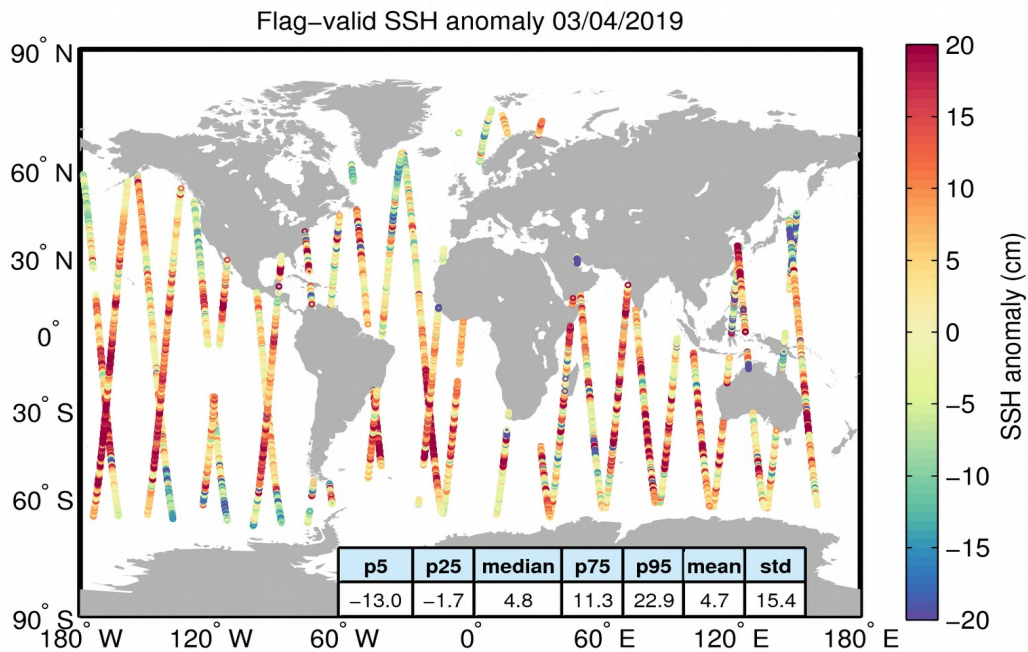 Flag−valid SSH anomaly 03/04/2019
90° N
60° N
30° N
0°
30° S
60° S
90° S
180° W
120° W
60° W
0°
60° E
120° E
180° E
p5 p25 median p75 p95 mean std
−13.0 −1.7 4.8 11.3 22.9 4.7 15.4
20
15
10
5
0
−5
−10
−15
−20
SSH anomaly (cm)